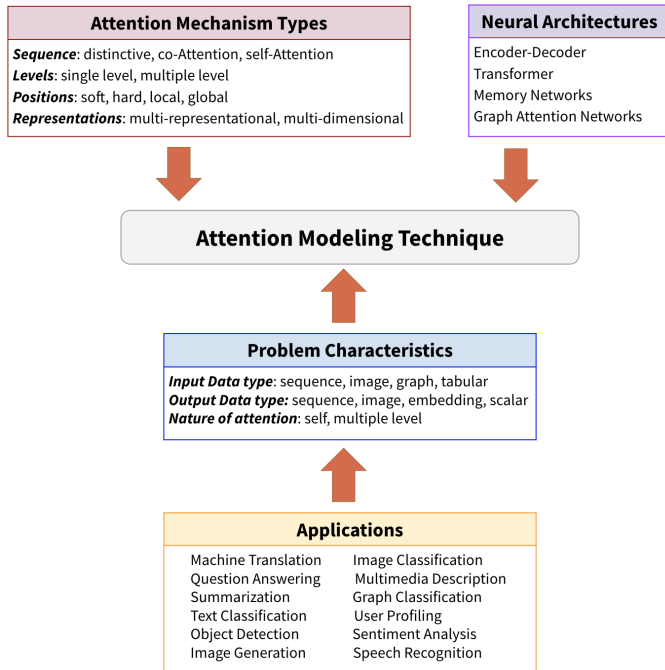 Attention Mechanism Types
Sequence: distinctive, co-Attention, self-Attention
Levels: single level, multiple level
Positions: soft, hard, local, global
Representations: multi-representational, multi-dimensional
Neural Architectures
Encoder-Decoder
Transformer
Memory Networks
Graph Attention Networks
Attention Modeling Technique
Problem Characteristics
Input Data type: sequence, image, graph, tabular
Output Data type: sequence, image, embedding, scalar
Nature of attention: self, multiple level
Applications
Machine Translation
Question Answering
Summarization
Text Classification
Object Detection
Image Generation
Image Classification
Multimedia Description
Graph Classification
User Profiling
Sentiment Analysis
Speech Recognition